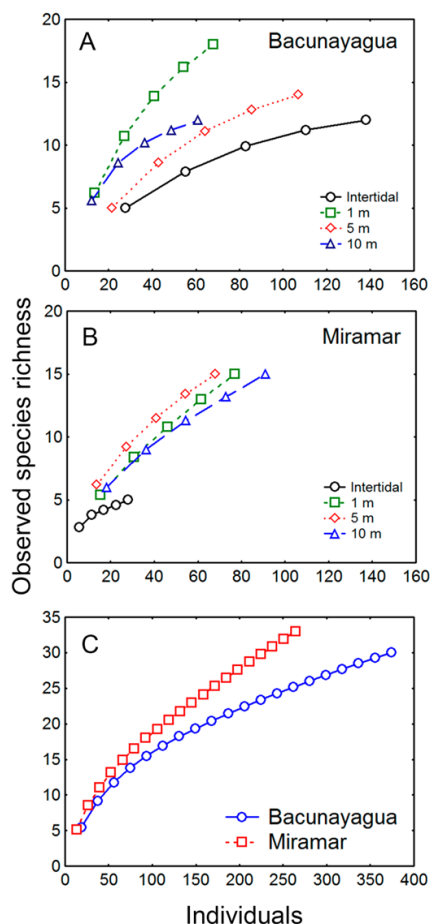 A
Bacunayagua
20
15
10
5
0
Intertidal
1 m
5 m
10 m
0 20 40 60 80 100 120 140 160
Observed species richness
B
Miramar
20
15
10
5
0
Intertidal
1 m
5 m
10 m
0 20 40 60 80 100 120 140 160
C
35
30
25
20
15
10
5
0
Bacunayagua
Miramar
0 50 100 150 200 250 300 350 400
Individuals